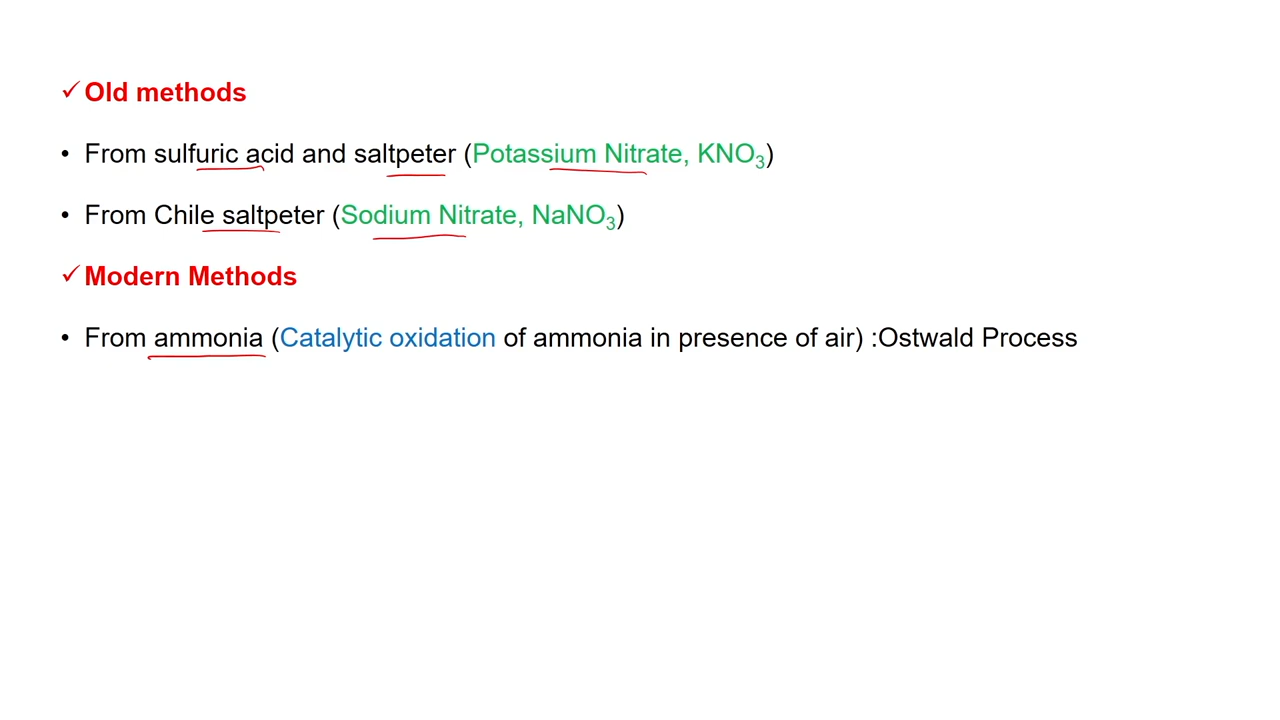 ✓ Old methods
• From sulfuric acid and saltpeter (Potassium Nitrate, KNO₃)
• From Chile saltpeter (Sodium Nitrate, NaNO₃)
✓ Modern Methods
• From ammonia (Catalytic oxidation of ammonia in presence of air) :Ostwald Process